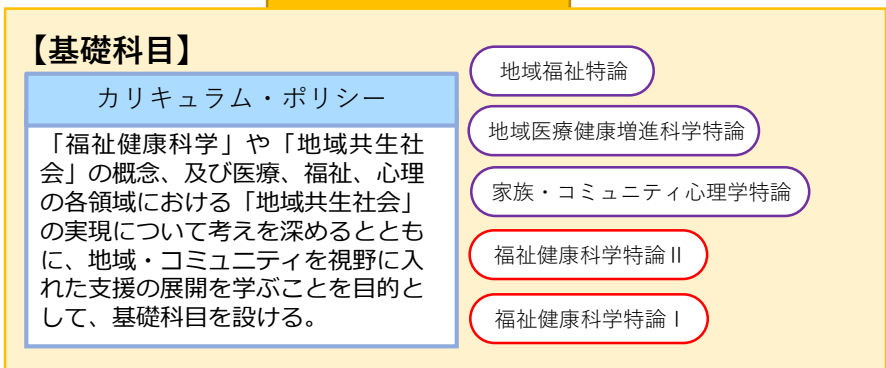 【基礎科目】
カリキュラム・ポリシー
「福祉健康科学」や「地域共生社
会」の概念、及び医療、福祉、心理
の各領域における「地域共生社会」
の実現について考えを深めるととも
に、地域・コミュニティを視野に入
れた支援の展開を学ぶことを目的と
して、基礎科目を設ける。
地域福祉特論
地域医療健康増進科学特論
家族・コミュニティ心理学特論
福祉健康科学特論Ⅱ
福祉健康科学特論Ⅰ